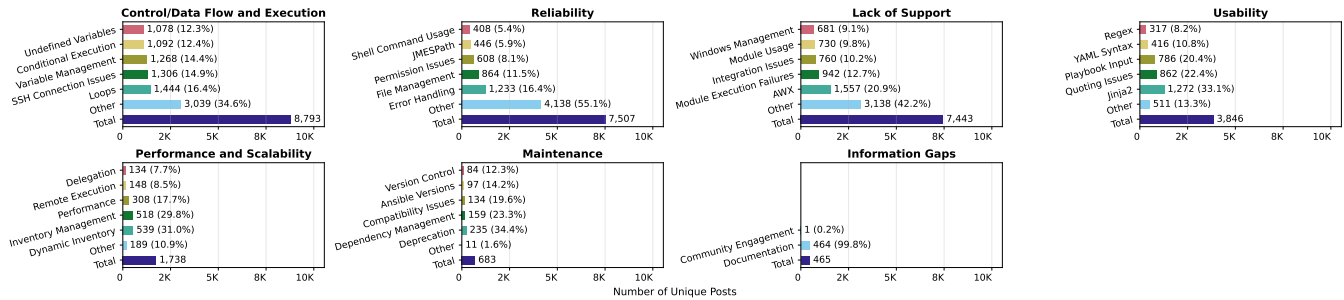 Control/Data Flow and Execution
Undefined Variables 1,078 (12.3%)
Conditional Execution 1,092 (12.4%)
Variable Management 1,268 (14.4%)
SSH Connection Issues 1,306 (14.9%)
Loops 1,444 (16.4%)
Other 3,039 (34.6%)
Total 8,793
0 2K 5K 8K 10K
Reliability
Shell Command Usage 408 (5.4%)
JMESPath 446 (5.9%)
Permission Issues 608 (8.1%)
File Management 864 (11.5%)
Error Handling 1,233 (16.4%)
Other 4,138 (55.1%)
Total 7,507
0 2K 5K 8K 10K
Lack of Support
Windows Management 681 (9.1%)
Module Usage 730 (9.8%)
Integration Issues 760 (10.2%)
Module Execution Failures 942 (12.7%)
AWX 1,557 (20.9%)
Other 3,138 (42.2%)
Total 7,443
0 2K 5K 8K 10K
Usability
Regex 317 (8.2%)
YAML Syntax 416 (10.8%)
Playbook Input 786 (20.4%)
Quoting Issues 862 (22.4%)
Jinja2 1,272 (33.1%)
Other 511 (13.3%)
Total 3,846
0 2K 5K 8K 10K
Performance and Scalability
Delegation 134 (7.7%)
Remote Execution 148 (8.5%)
Performance 308 (17.7%)
Inventory Management 518 (29.8%)
Dynamic Inventory 539 (31.0%)
Other 189 (10.9%)
Total 1,738
0 2K 5K 8K 10K
Maintenance
Version Control 84 (12.3%)
Ansible Versions 97 (14.2%)
Compatibility Issues 134 (19.6%)
Dependency Management 159 (23.3%)
Deprecation 235 (34.4%)
Other 11 (1.6%)
Total 683
0 2K 5K 8K 10K
Information Gaps
Community Engagement 1 (0.2%)
Documentation 464 (99.8%)
Total 465
0 2K 5K 8K 10K
Number of Unique Posts